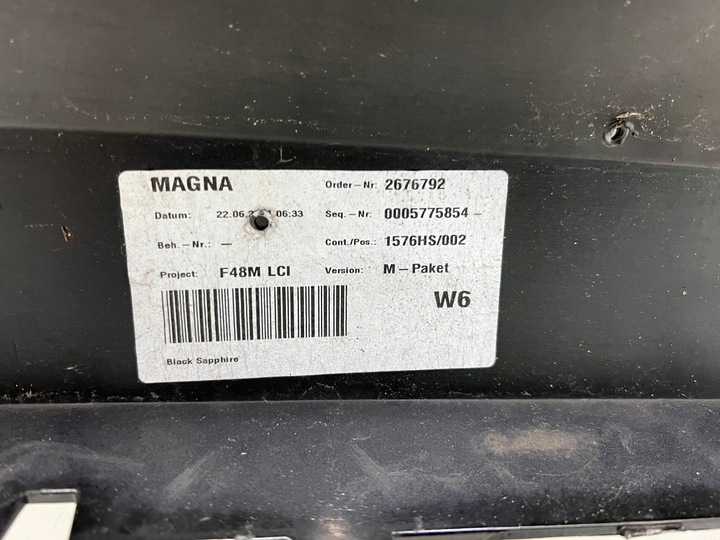 MAGNA
Order-Nr: 2676792
Datum: 06:33
Seq.-Nr: 0005775854
Beh.-Nr.: —
Cont./Pos.: 1576HS/002
Project: F48M LCI
Version: M-Paket
W6
Black Sapphire